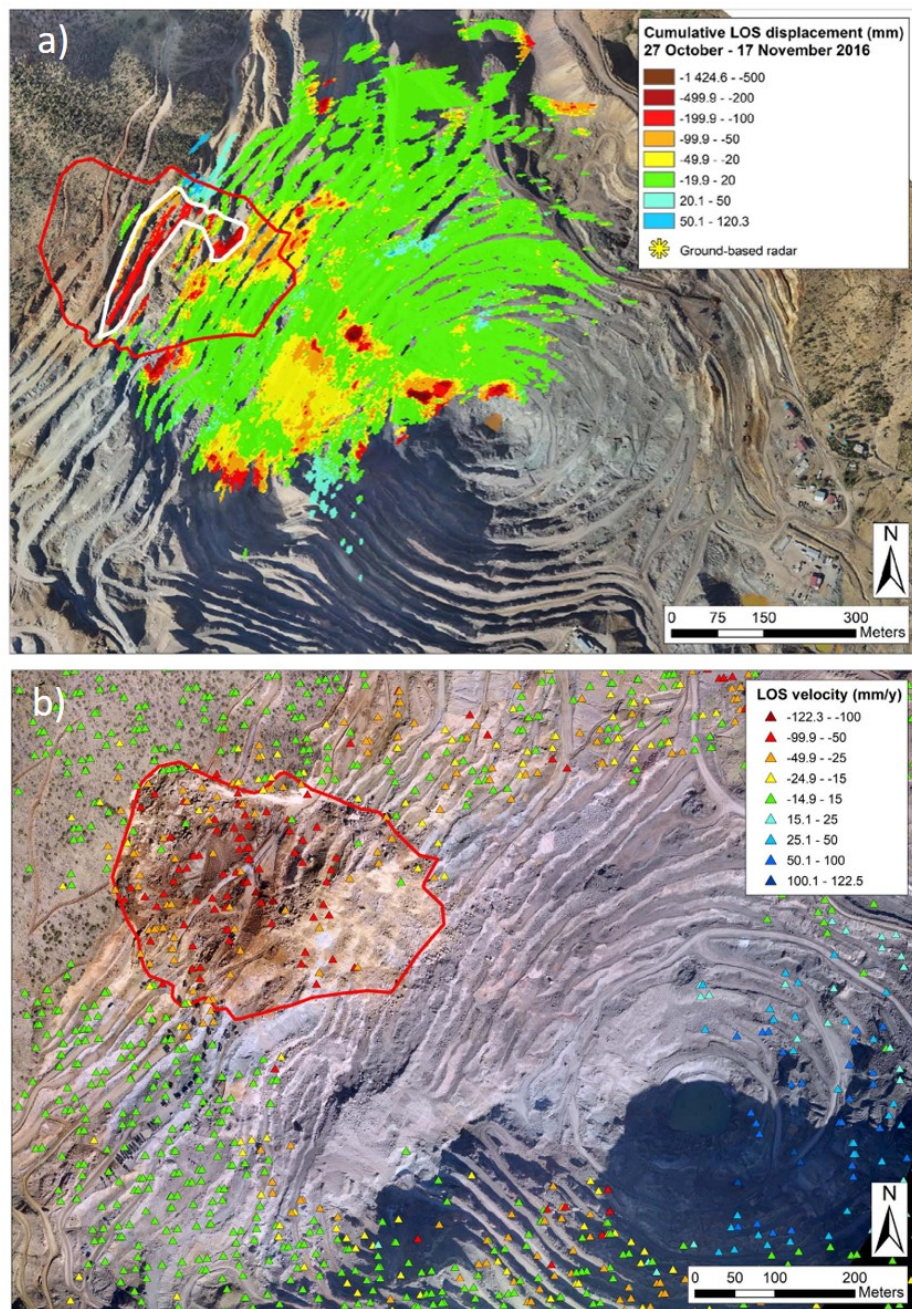 a)
Cumulative LOS displacement (mm)
27 October - 17 November 2016
-1 424.6 - -500
-499.9 - -200
-199.9 - -100
-99.9 - -50
-49.9 - -20
-19.9 - 20
20.1 - 50
50.1 - 120.3
Ground-based radar
N
0 75 150 300
Meters
b)
LOS velocity (mm/y)
-122.3 - -100
-99.9 - -50
-49.9 - -25
-24.9 - -15
-14.9 - 15
15.1 - 25
25.1 - 50
50.1 - 100
100.1 - 122.5
N
0 50 100 200
Meters